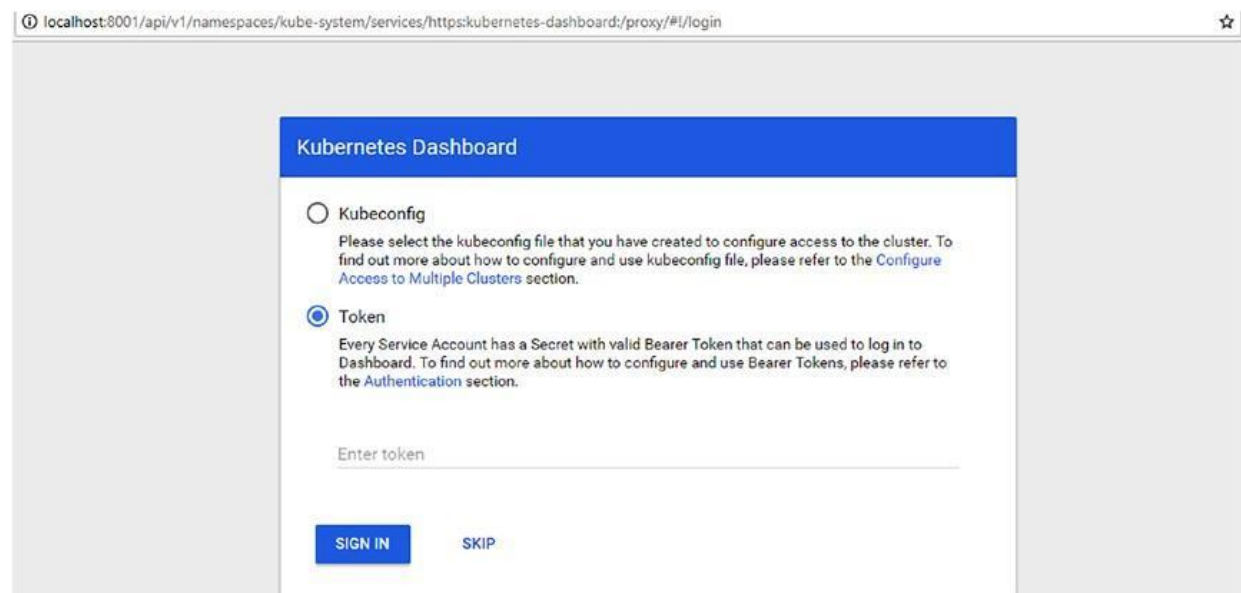 localhost:8001/api/v1/namespaces/kube-system/services/https:kubernetes-dashboard:/proxy/#!/login
Kubernetes Dashboard
Kubeconfig
Please select the kubeconfig file that you have created to configure access to the cluster. To
find out more about how to configure and use kubeconfig file, please refer to the Configure
Access to Multiple Clusters section.
Token
Every Service Account has a Secret with valid Bearer Token that can be used to log in to
Dashboard. To find out more about how to configure and use Bearer Tokens, please refer to
the Authentication section.
Enter token
SIGN IN SKIP